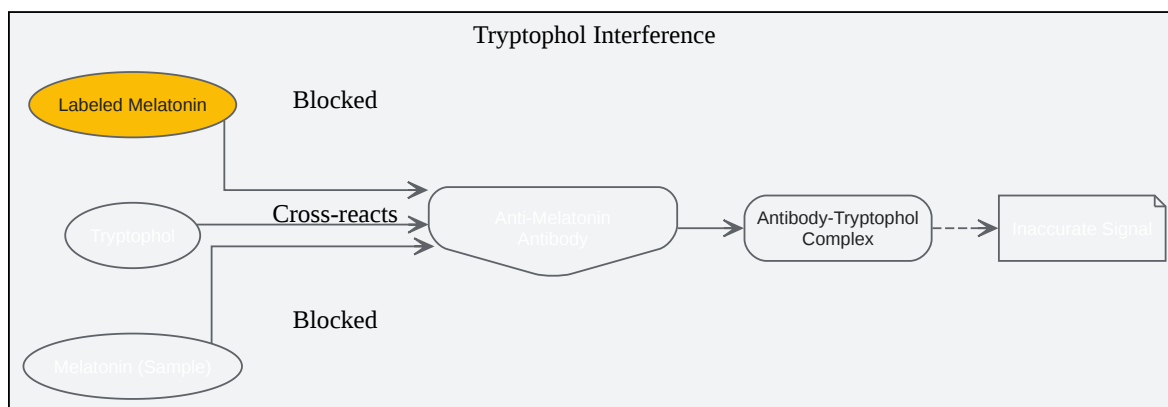 Tryptophol Interference
Labeled Melatonin
Blocked
Cross-reacts
Tryptophol
Anti-Melatonin
Antibody
Antibody-Tryptophol
Complex
Inaccurate Signal
Blocked
Melatonin (Sample)